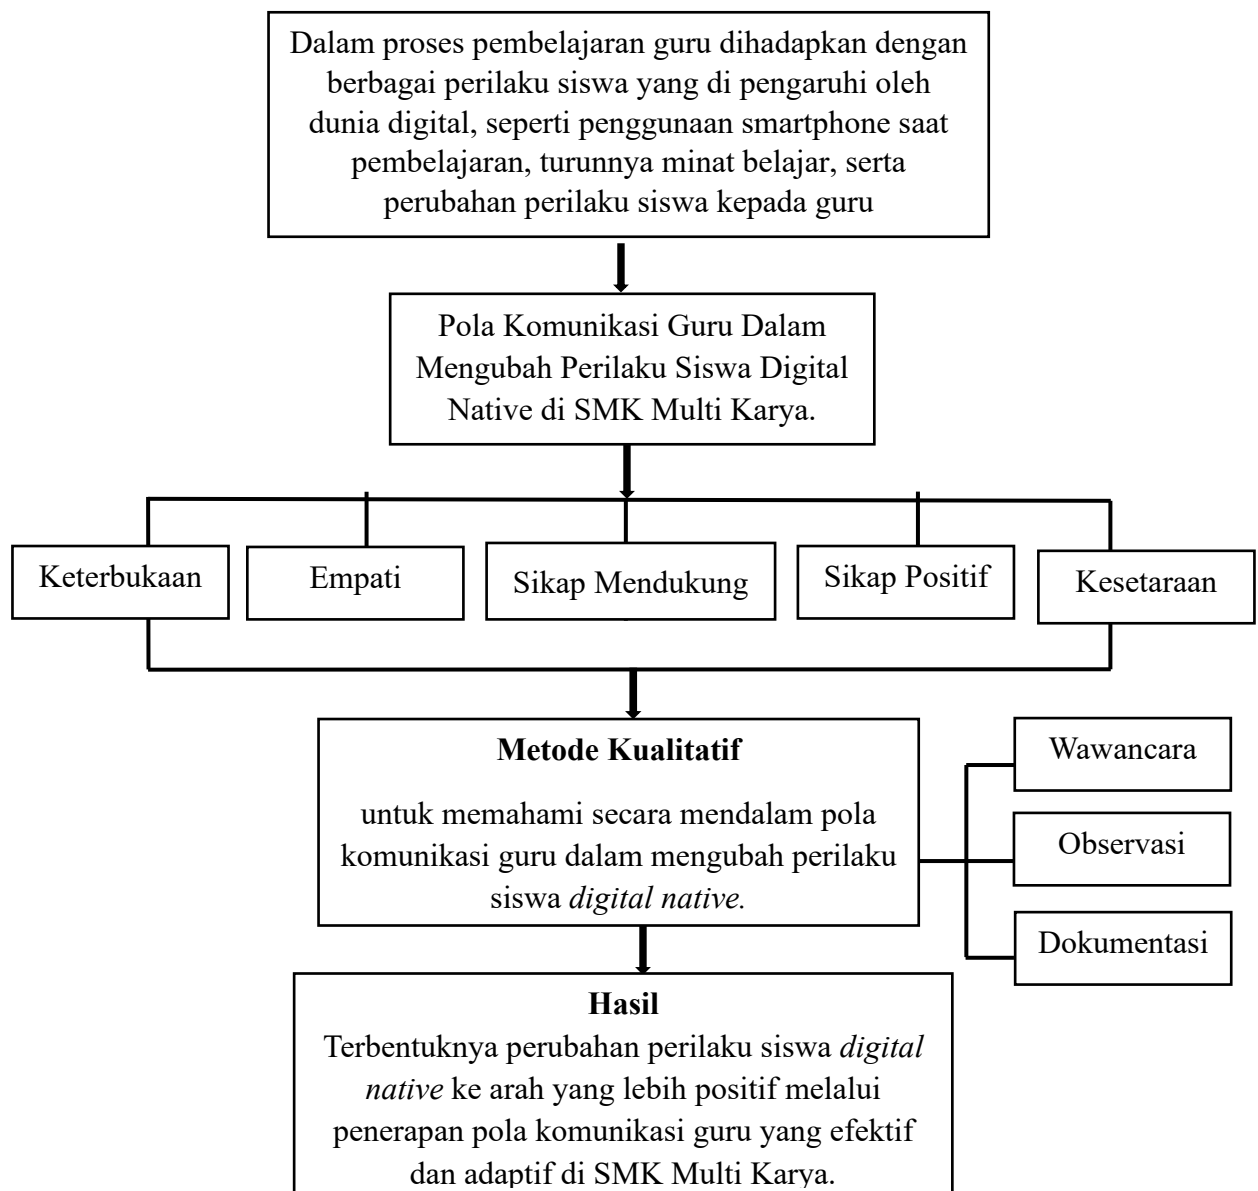 Dalam proses pembelajaran guru dihadapkan dengan
berbagai perilaku siswa yang di pengaruhi oleh
dunia digital, seperti penggunaan smartphone saat
pembelajaran, turunnya minat belajar, serta
perubahan perilaku siswa kepada guru
Pola Komunikasi Guru Dalam
Mengubah Perilaku Siswa Digital
Native di SMK Multi Karya.
Keterbukaan
Empati
Sikap Mendukung
Sikap Positif
Kesetaraan
Metode Kualitatif
untuk memahami secara mendalam pola
komunikasi guru dalam mengubah perilaku
siswa digital native.
Wawancara
Observasi
Dokumentasi
Hasil
Terbentuknya perubahan perilaku siswa digital
native ke arah yang lebih positif melalui
penerapan pola komunikasi guru yang efektif
dan adaptif di SMK Multi Karya.